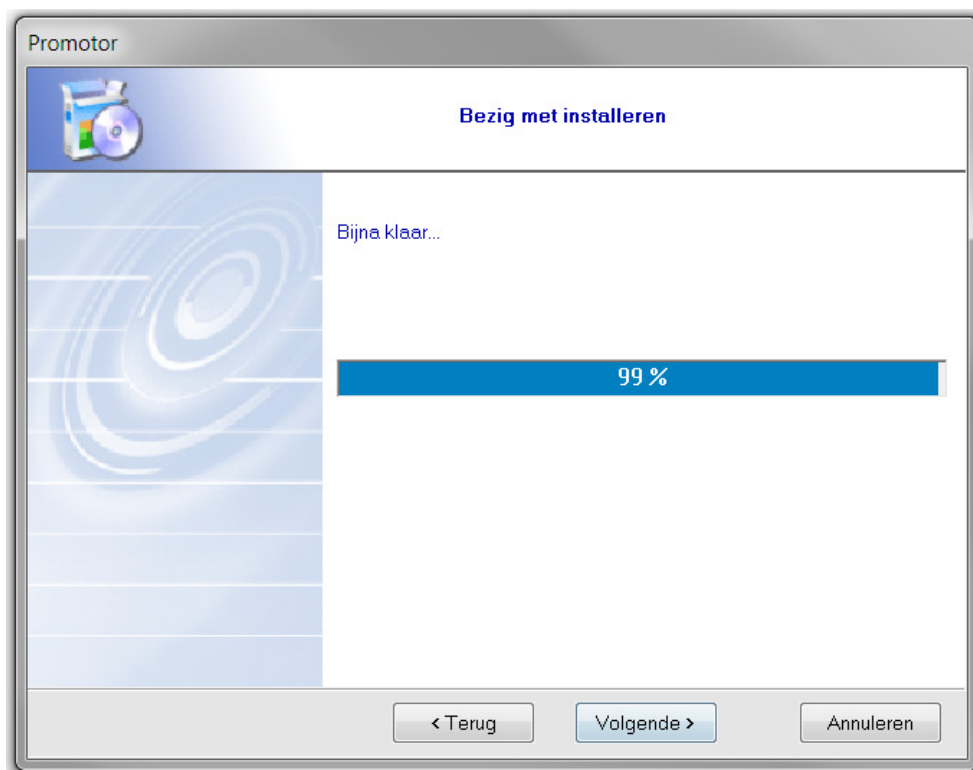 Promotor
Bezig met installeren
Bijna klaar...
99 %
< Terug
Volgende >
Annuleren